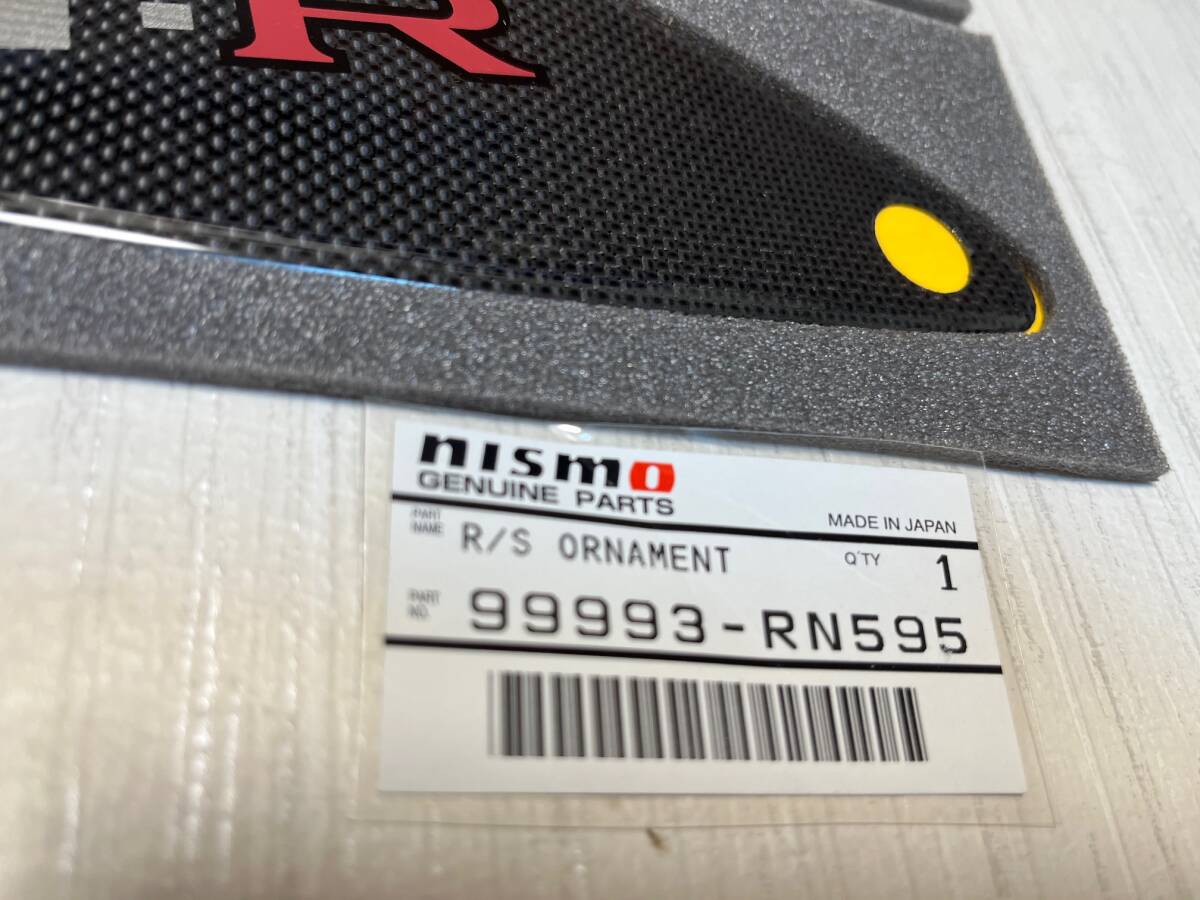 R
nismo
GENUINE PARTS
MADE IN JAPAN
PART NAME R/S ORNAMENT Q'TY 1
PART NO. 99993-RN595